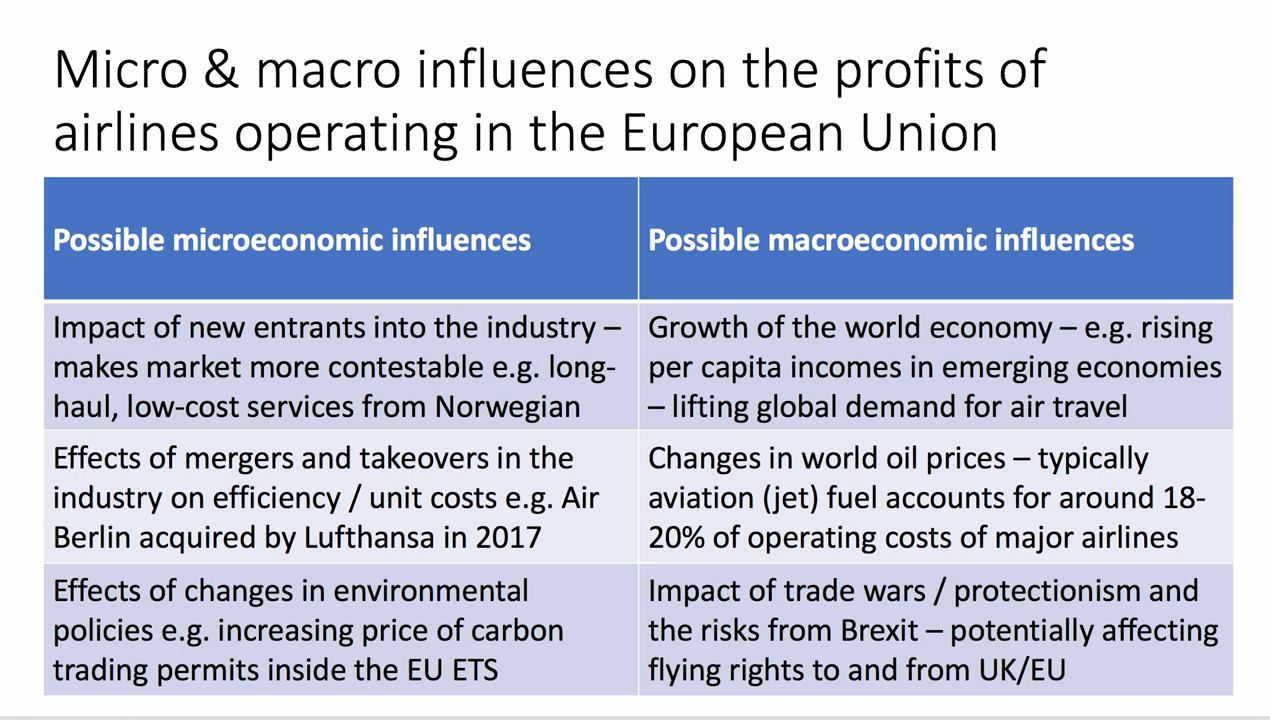 Micro & macro influences on the profits of
airlines operating in the European Union
Possible microeconomic influences
Possible macroeconomic influences
Impact of new entrants into the industry –
makes market more contestable e.g. long-
haul, low-cost services from Norwegian
Growth of the world economy – e.g. rising
per capita incomes in emerging economies
– lifting global demand for air travel
Effects of mergers and takeovers in the
industry on efficiency / unit costs e.g. Air
Berlin acquired by Lufthansa in 2017
Changes in world oil prices – typically
aviation (jet) fuel accounts for around 18-
20% of operating costs of major airlines
Effects of changes in environmental
policies e.g. increasing price of carbon
trading permits inside the EU ETS
Impact of trade wars / protectionism and
the risks from Brexit – potentially affecting
flying rights to and from UK/EU